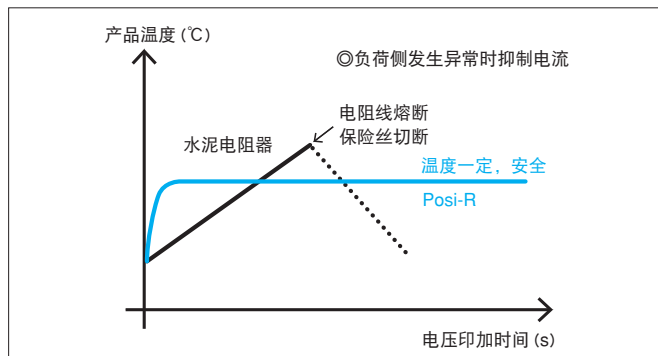 产品温度 (℃)
◎负荷侧发生异常时抑制电流
电阻线熔断
保险丝切断
水泥电阻器
温度一定，安全
Posi-R
电压印加时间 (s)